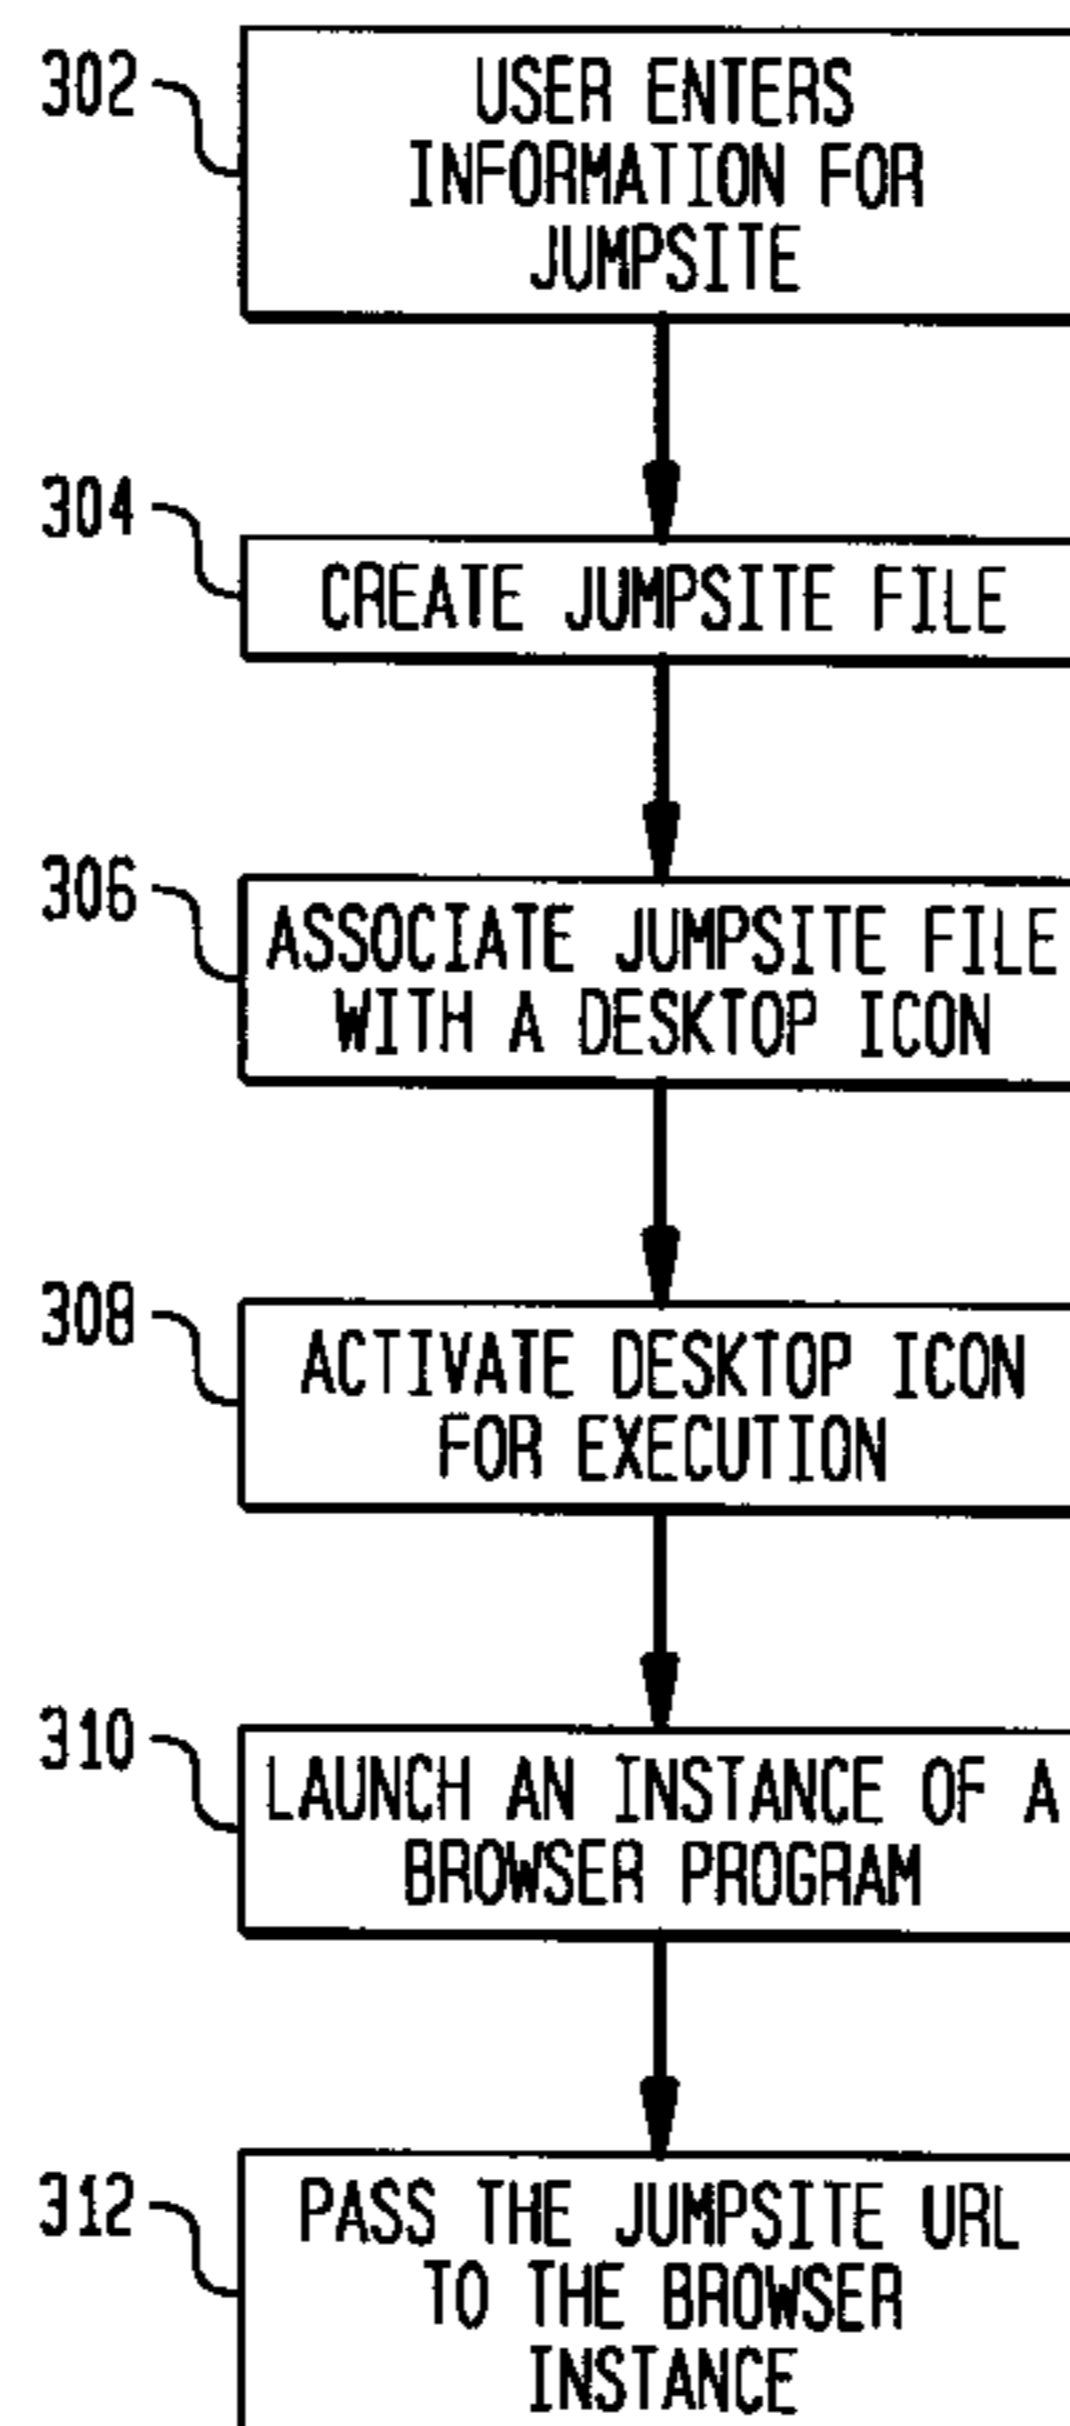 302
USER ENTERS
INFORMATION FOR
JUMPSITE
304
CREATE JUMPSITE FILE
306
ASSOCIATE JUMPSITE FILE
WITH A DESKTOP ICON
308
ACTIVATE DESKTOP ICON
FOR EXECUTION
310
LAUNCH AN INSTANCE OF A
BROWSER PROGRAM
312
PASS THE JUMPSITE URL
TO THE BROWSER
INSTANCE